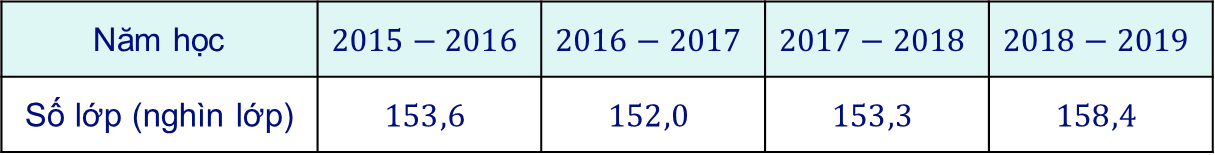 Năm học 2015 − 2016 2016 − 2017 2017 − 2018 2018 − 2019
Số lớp (nghìn lớp) 153,6 152,0 153,3 158,4